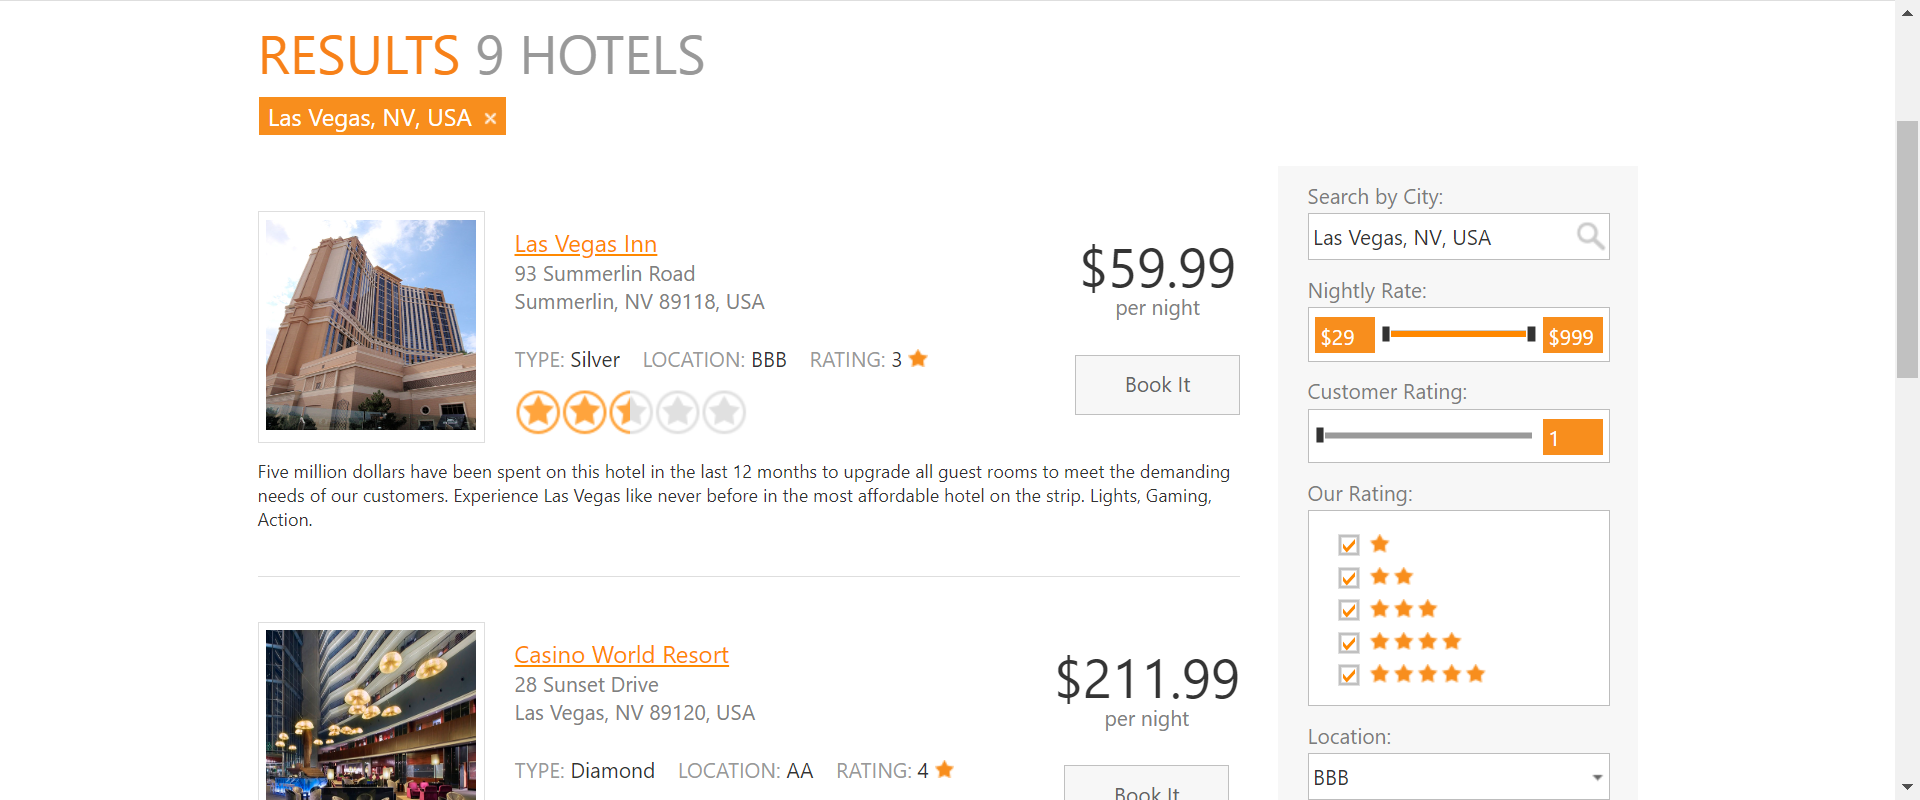 RESULTS 9 HOTELS
Las Vegas, NV, USA ×
Las Vegas Inn
93 Summerlin Road
Summerlin, NV 89118, USA
TYPE: Silver LOCATION: BBB RATING: 3
$59.99
per night
Book It
Five million dollars have been spent on this hotel in the last 12 months to upgrade all guest rooms to meet the demanding
needs of our customers. Experience Las Vegas like never before in the most affordable hotel on the strip. Lights, Gaming,
Action.
Casino World Resort
28 Sunset Drive
Las Vegas, NV 89120, USA
TYPE: Diamond LOCATION: AA RATING: 4
$211.99
per night
Book It
Search by City:
Las Vegas, NV, USA
Nightly Rate:
$29 $999
Customer Rating:
1
Our Rating:
Location:
BBB